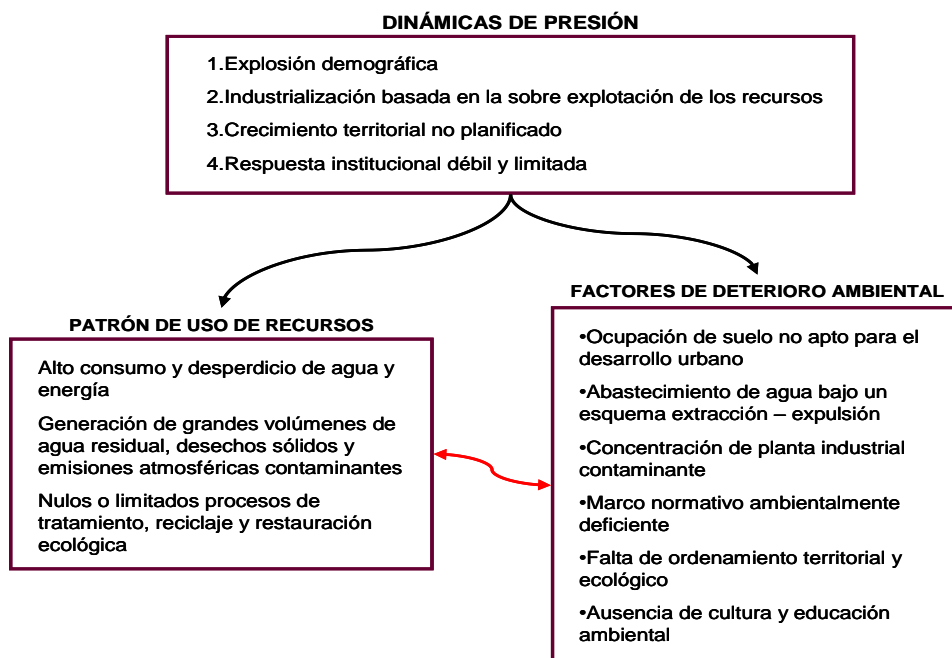 DINÁMICAS DE PRESIÓN
1.Explosión demográfica
2.Industrialización basada en la sobre explotación de los recursos
3.Crecimiento territorial no planificado
4.Respuesta institucional débil y limitada
PATRÓN DE USO DE RECURSOS
Alto consumo y desperdicio de agua y
energía
Generación de grandes volúmenes de
agua residual, desechos sólidos y
emisiones atmosféricas contaminantes
Nulos o limitados procesos de
tratamiento, reciclaje y restauración
ecológica
FACTORES DE DETERIORO AMBIENTAL
•Ocupación de suelo no apto para el
desarrollo urbano
•Abastecimiento de agua bajo un
esquema extracción – expulsión
•Concentración de planta industrial
contaminante
•Marco normativo ambientalmente
deficiente
•Falta de ordenamiento territorial y
ecológico
•Ausencia de cultura y educación
ambiental